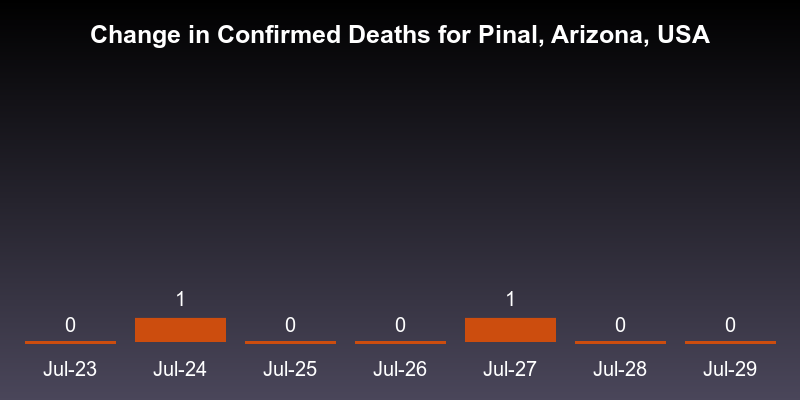 Change in Confirmed Deaths for Pinal, Arizona, USA
0 1 0 0 1 0 0
Jul-23 Jul-24 Jul-25 Jul-26 Jul-27 Jul-28 Jul-29